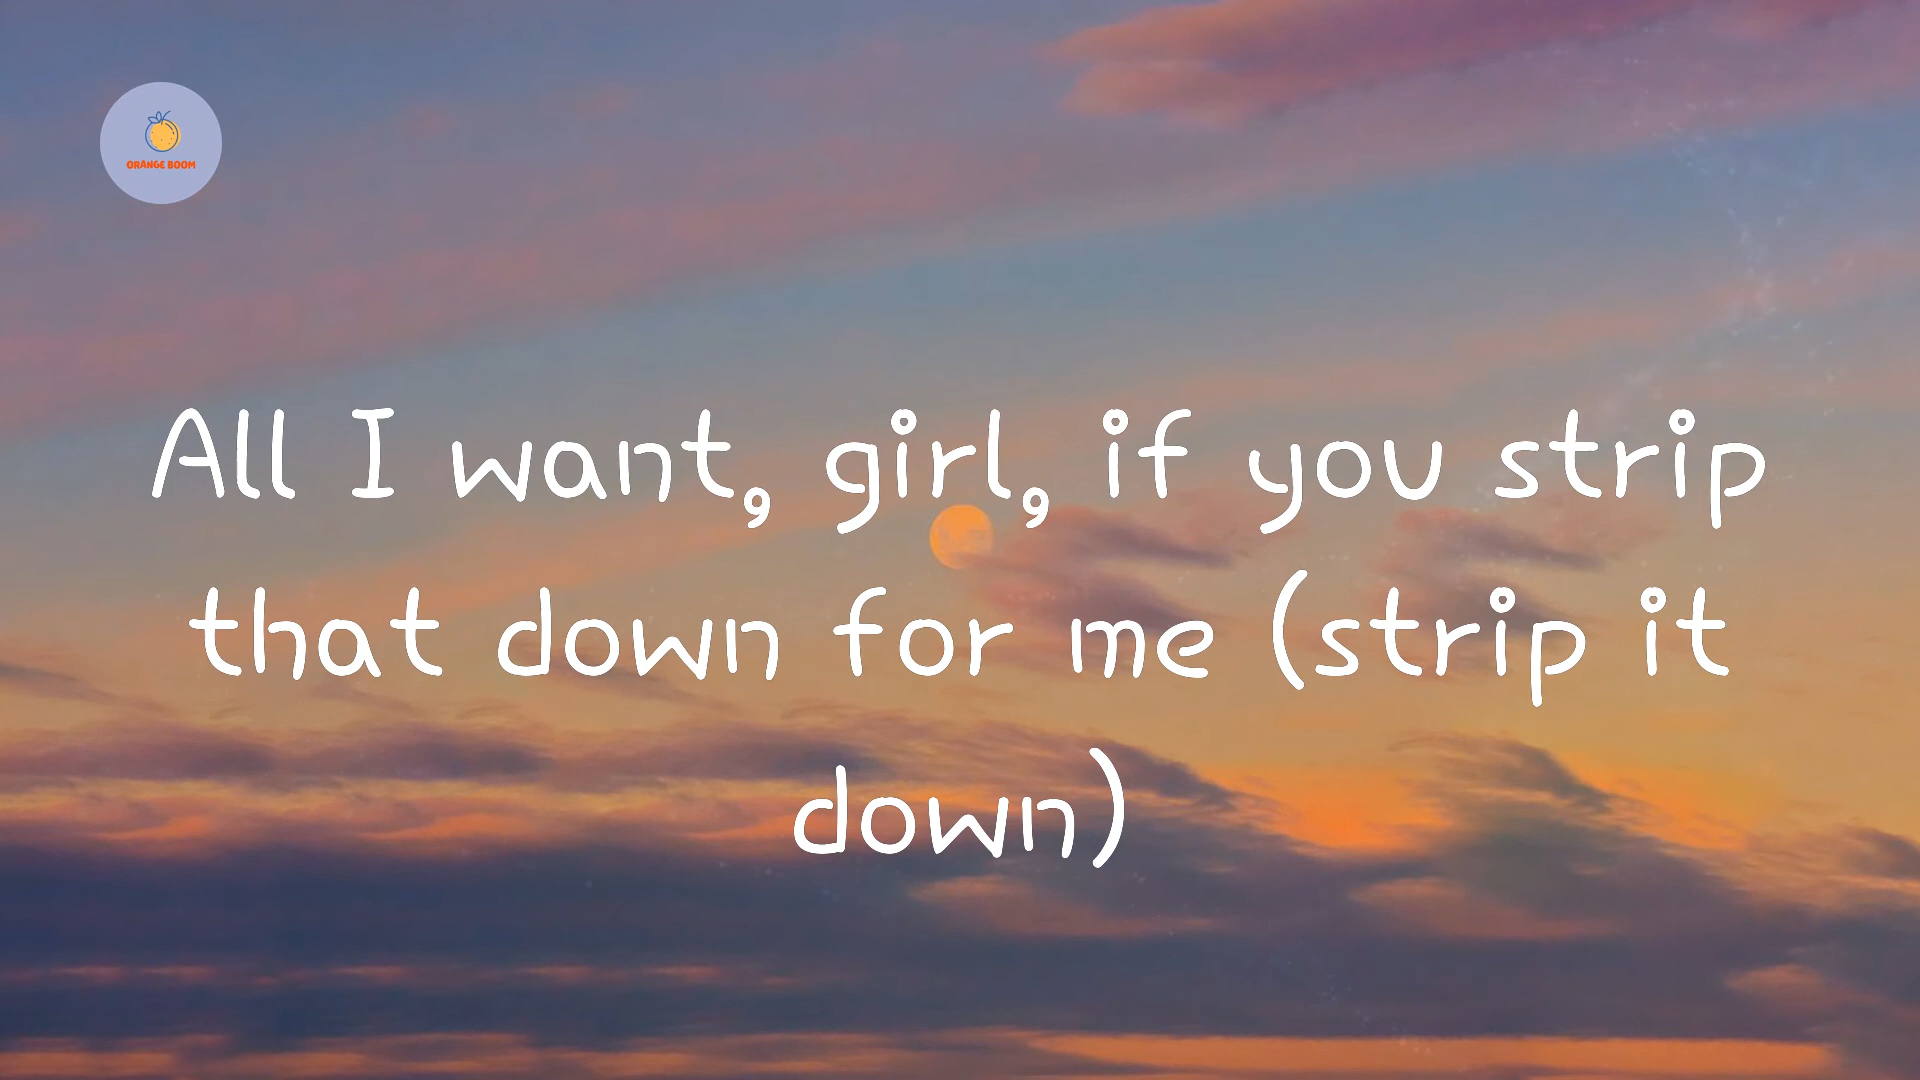 ORANGE BOOM
All I want, girl, if you strip
that down for me (strip it
down)